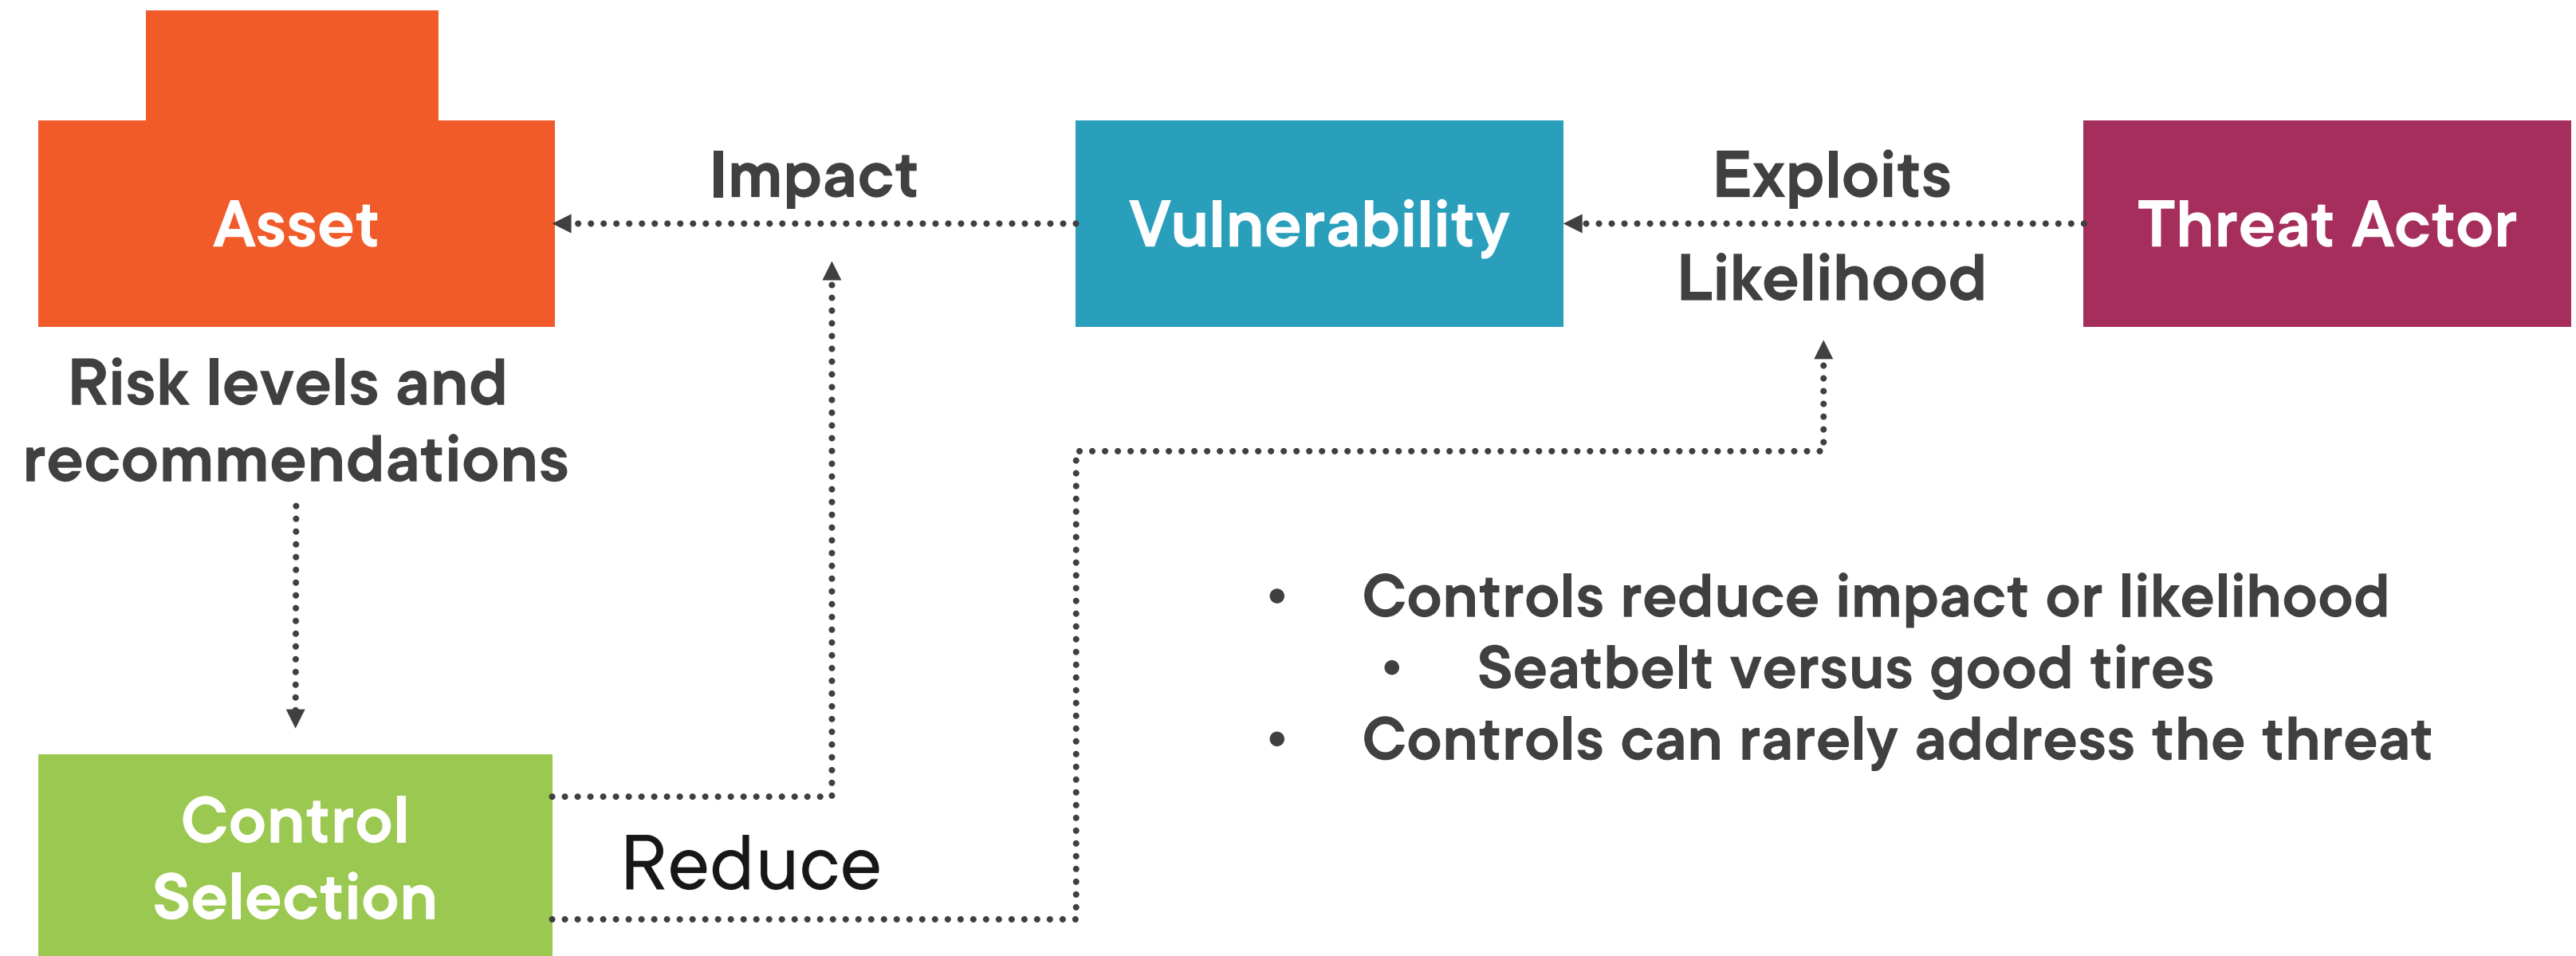 Asset
Impact
Vulnerability
Exploits
Likelihood
Threat Actor
Risk levels and
recommendations
Control
Selection
Reduce
• Controls reduce impact or likelihood
• Seatbelt versus good tires
• Controls can rarely address the threat